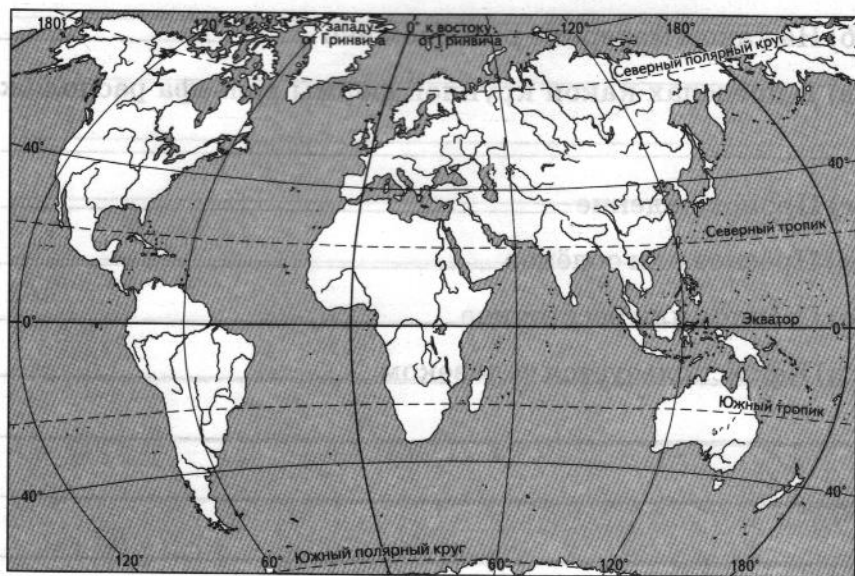 180°
120°
к западу
от Гринвича
0°
к востоку
от Гринвича
120°
180°
Северный полярный круг
40°
40°
Северный тропик
0°
Экватор
0°
Южный тропик
40°
40°
120°
60°
Южный полярный круг
60°
120°
180°